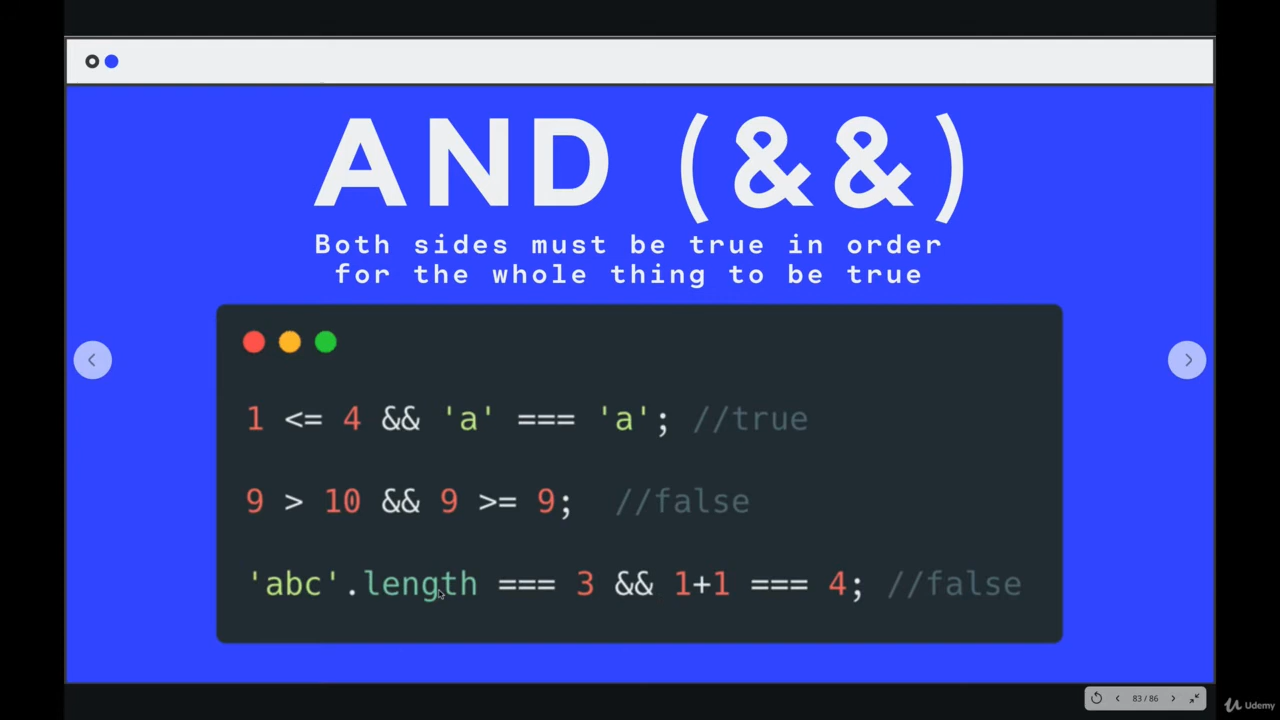 AND (&&)
Both sides must be true in order
for the whole thing to be true
1 <= 4 && 'a' === 'a'; //true
9 > 10 && 9 >= 9; //false
'abc'.length === 3 && 1+1 === 4; //false
83 / 86
Udemy